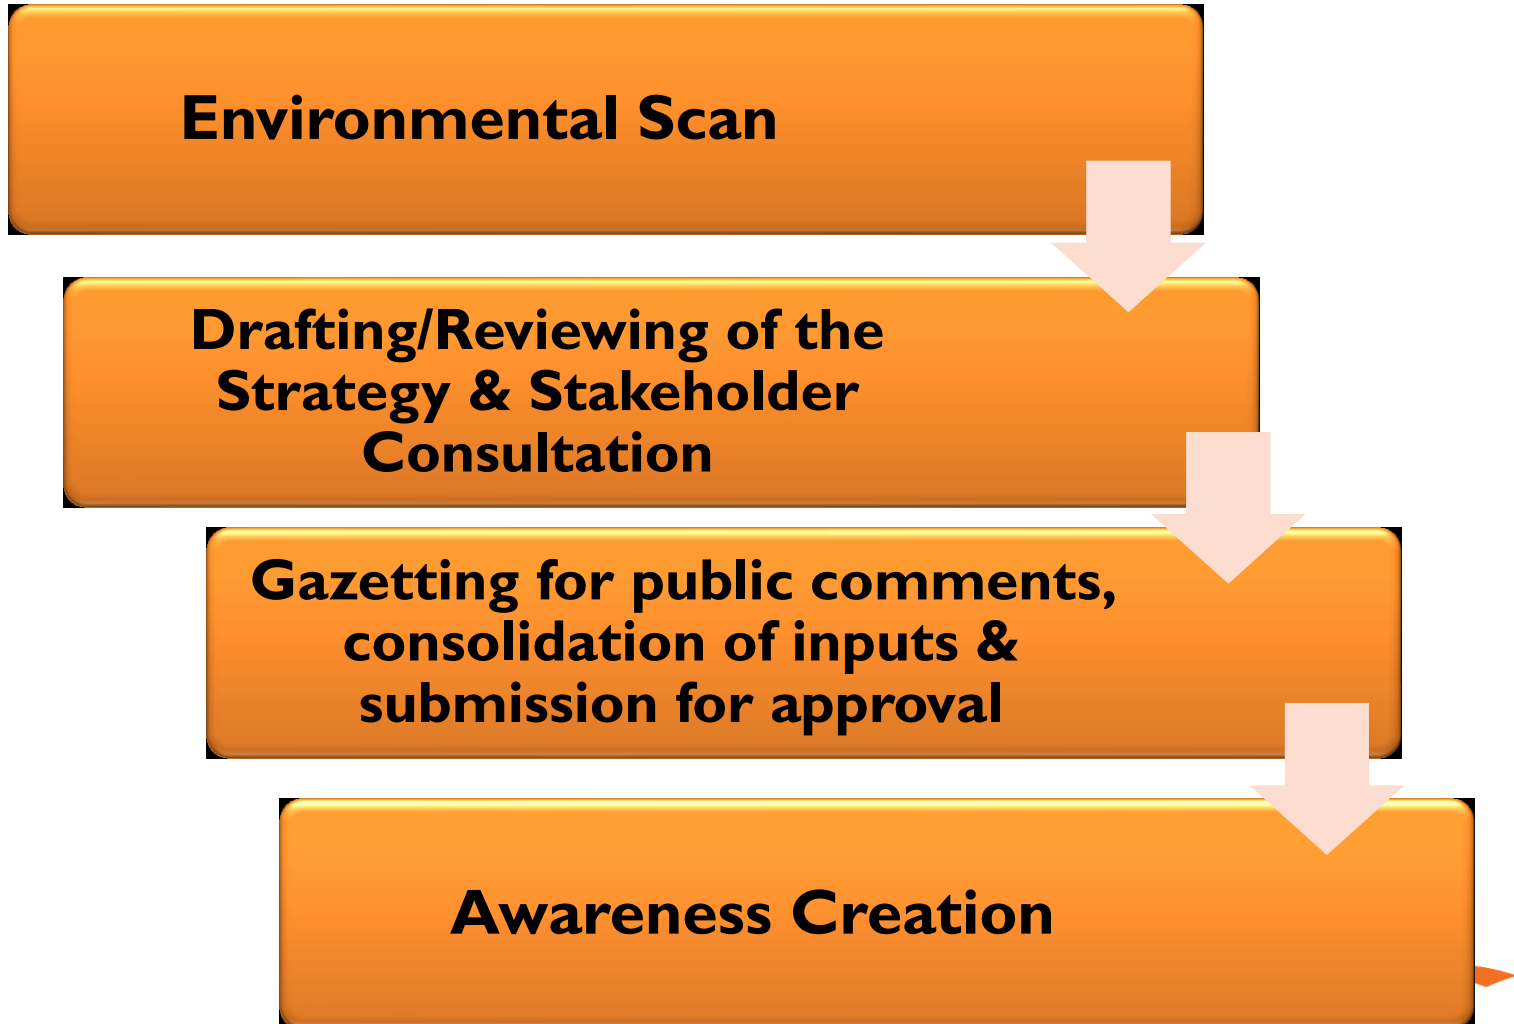 Environmental Scan
Drafting/Reviewing of the
Strategy & Stakeholder
Consultation
Gazetting for public comments,
consolidation of inputs &
submission for approval
Awareness Creation